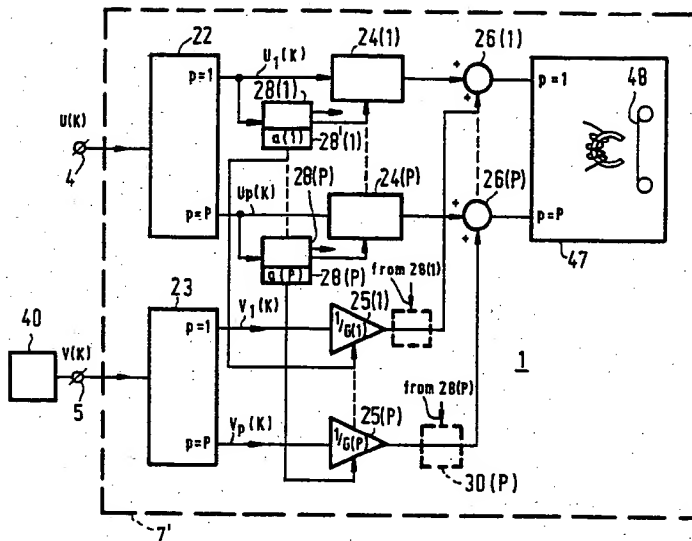 22
24(1)
26(1)
U₁(K)
p=1
28(1)
p=1
48
U(K)
a(1)
28'(1)
4
Up(K)
24(P)
28(P)
26(P)
p=P
p=P
a(P)
28(P)
47
from 28(1)
23
V₁(K)
25(1)
40
V(K)
p=1
1/G(1)
1
from 28(P)
5
Vp(K)
25(P)
p=P
1/G(P)
30(P)
7'
+
+
+
+